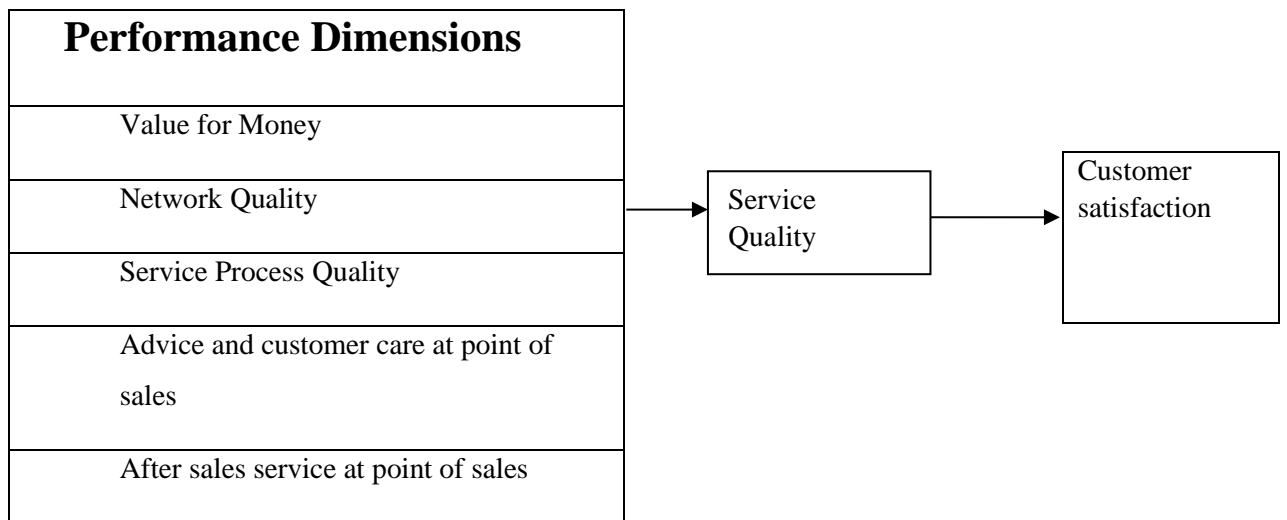 Performance Dimensions
Value for Money
Network Quality
Service Process Quality
Advice and customer care at point of
sales
After sales service at point of sales
Service
Quality
Customer
satisfaction